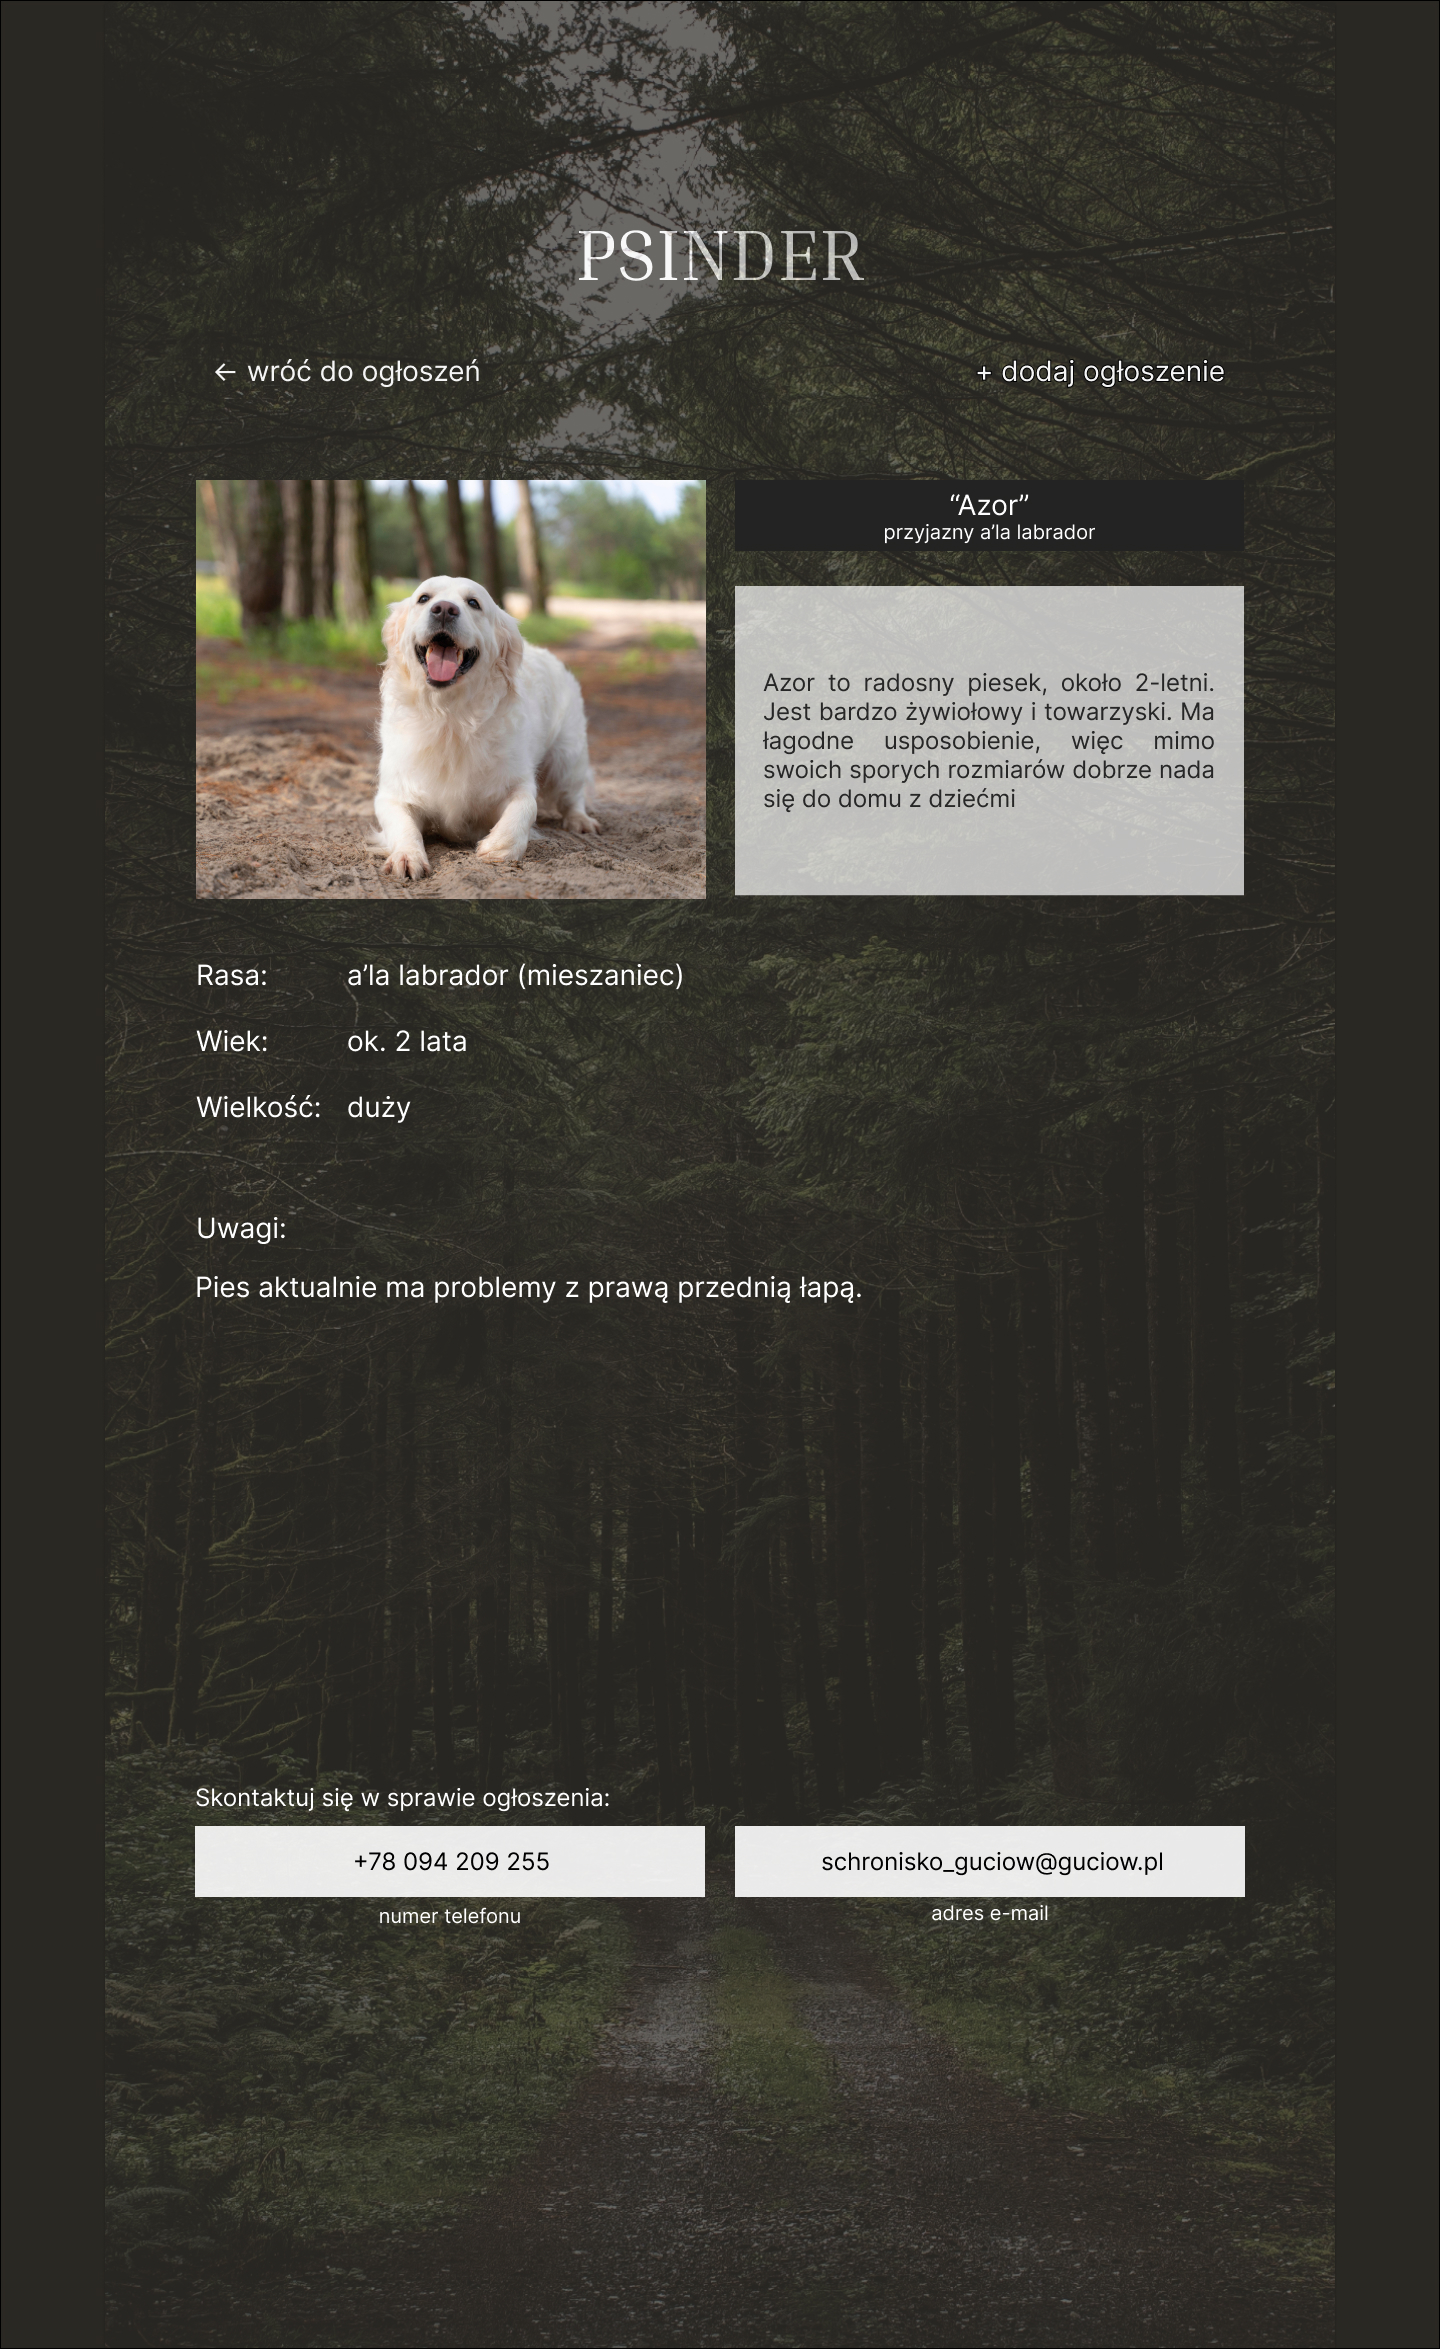 PSINDER
← wróć do ogłoszeń
+ dodaj ogłoszenie
“Azor”
przyjazny a’la labrador
Azor to radosny piesek, około 2-letni.
Jest bardzo żywiołowy i towarzyski. Ma
łagodne usposobienie, więc mimo
swoich sporych rozmiarów dobrze nada
się do domu z dziećmi
Rasa: a’la labrador (mieszaniec)
Wiek: ok. 2 lata
Wielkość: duży
Uwagi:
Pies aktualnie ma problemy z prawą przednią łapą.
Skontaktuj się w sprawie ogłoszenia:
+78 094 209 255
numer telefonu
schronisko_guciow@guciow.pl
adres e-mail